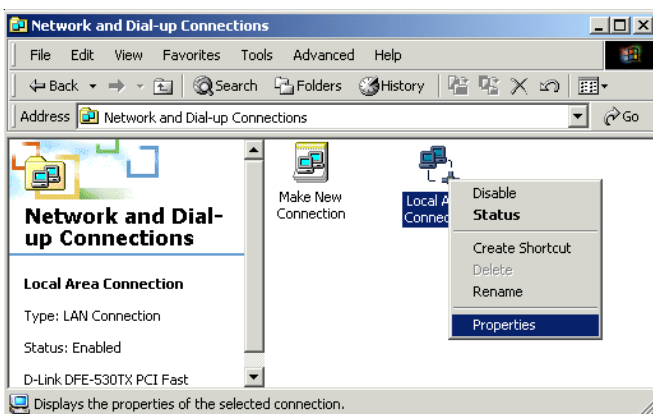 Network and Dial-up Connections
File Edit View Favorites Tools Advanced Help
Back Search Folders History
Address Network and Dial-up Connections Go
Network and Dial-
up Connections
Local Area Connection
Type: LAN Connection
Status: Enabled
D-Link DFE-530TX PCI Fast
Make New
Connection
Local A
Connec
Disable
Status
Create Shortcut
Delete
Rename
Properties
Displays the properties of the selected connection.